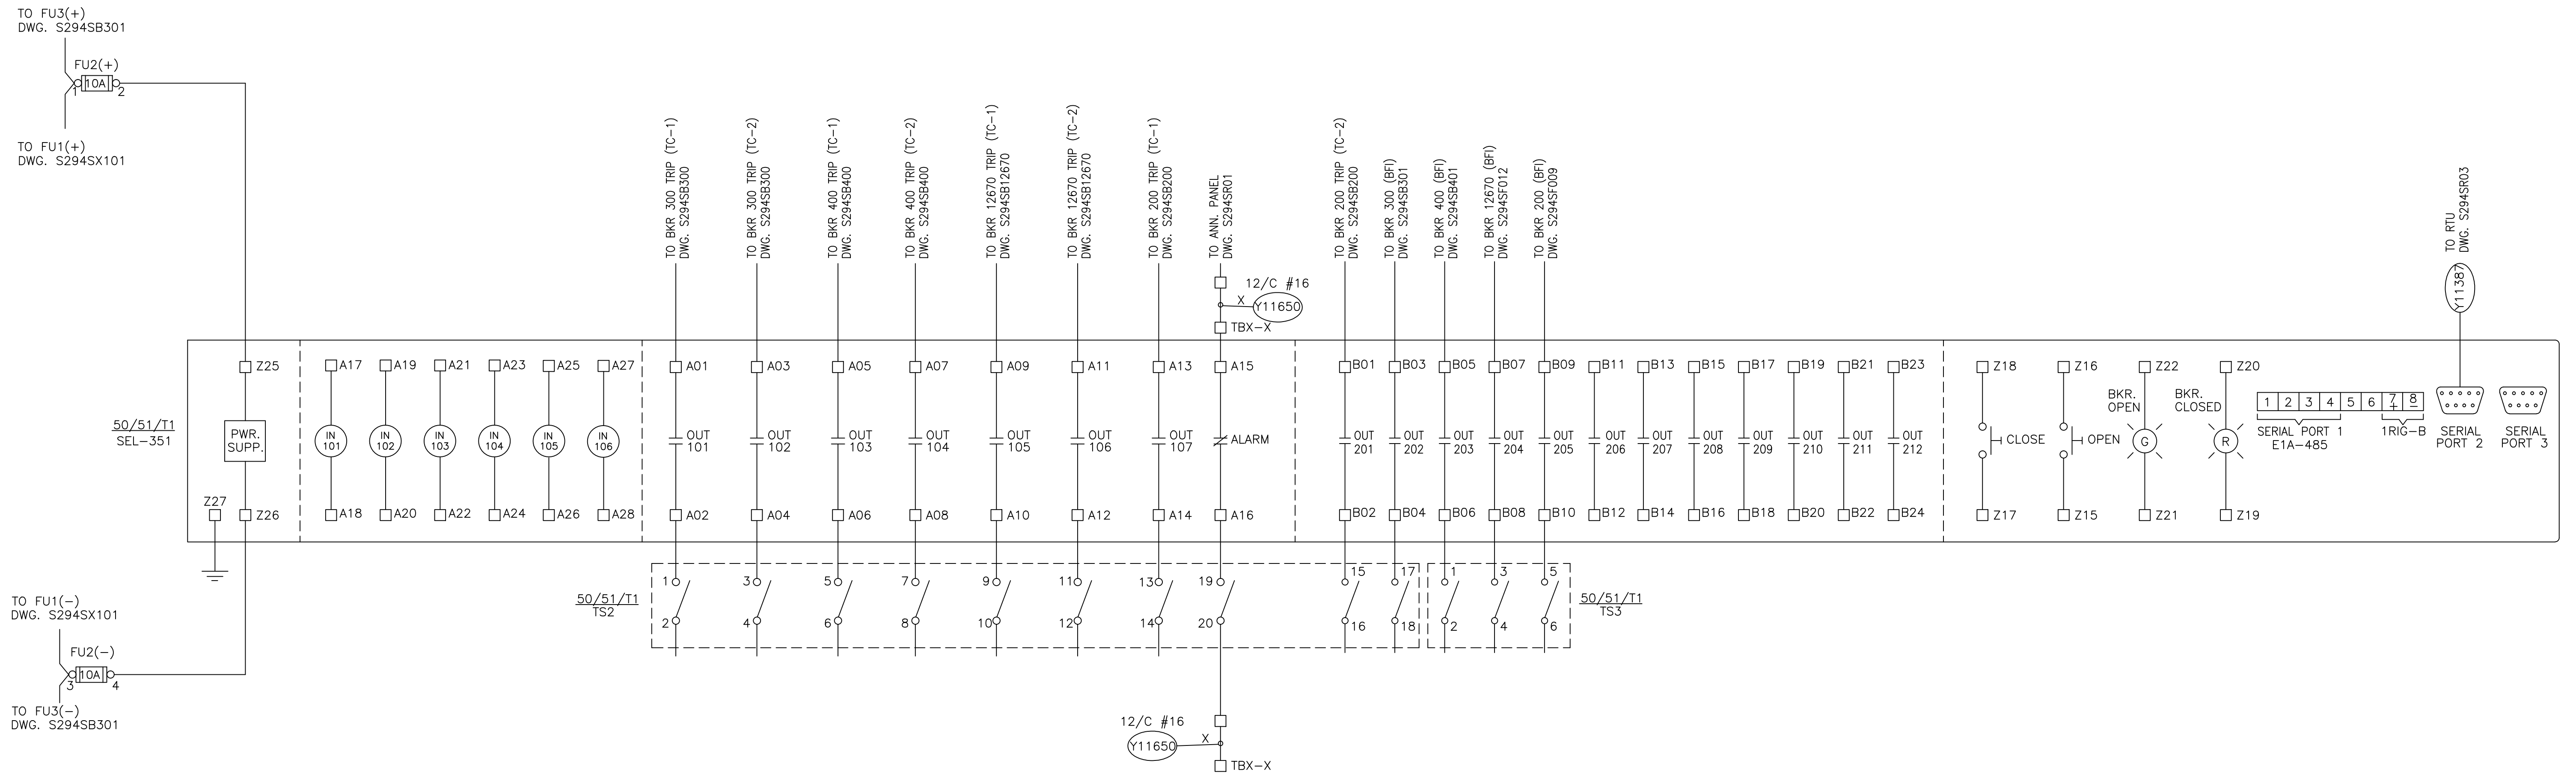 TO FU3(+)
DWG. S294SB301
FU2(+)
10A
1
2
TO FU1(+)
DWG. S294SX101
TO BKR 300 TRIP (TC-1)
DWG. S294SB300
TO BKR 300 TRIP (TC-2)
DWG. S294SB300
TO BKR 400 TRIP (TC-1)
DWG. S294SB400
TO BKR 400 TRIP (TC-2)
DWG. S294SB400
TO BKR 12670 TRIP (TC-1)
DWG. S294SB12670
TO BKR 12670 TRIP (TC-2)
DWG. S294SB12670
TO BKR 200 TRIP (TC-1)
DWG. S294SB200
TO ANN. PANEL
DWG. S294SR01
TO BKR 200 TRIP (TC-2)
DWG. S294SB200
TO BKR 300 (BFI)
DWG. S294SB301
TO BKR 400 (BFI)
DWG. S294SB401
TO BKR 12670 (BFI)
DWG. S294SF012
TO BKR 200 (BFI)
DWG. S294SF009
TO RTU
DWG. S294SR03
Y11387
12/C #16
X
Y11650
TBX-X
Z25 A17 A19 A21 A23 A25 A27 A01 A03 A05 A07 A09 A11 A13 A15 B01 B03 B05 B07 B09 B11 B13 B15 B17 B19 B21 B23 Z18 Z16 Z22 Z20
50/51/T1
SEL-351
PWR.
SUPP.
IN
101
IN
102
IN
103
IN
104
IN
105
IN
106
OUT
101
OUT
102
OUT
103
OUT
104
OUT
105
OUT
106
OUT
107
ALARM
OUT
201
OUT
202
OUT
203
OUT
204
OUT
205
OUT
206
OUT
207
OUT
208
OUT
209
OUT
210
OUT
211
OUT
212
CLOSE
OPEN
BKR.
OPEN
G
BKR.
CLOSED
R
1 2 3 4 5 6 7 8
+ −
SERIAL PORT 1
E1A-485
1RIG-B
SERIAL
PORT 2
SERIAL
PORT 3
Z27
Z26 A18 A20 A22 A24 A26 A28 A02 A04 A06 A08 A10 A12 A14 A16 B02 B04 B06 B08 B10 B12 B14 B16 B18 B20 B22 B24 Z17 Z15 Z21 Z19
50/51/T1
TS2
1 3 5 7 9 11 13 19 15 17 1 3 5
2 4 6 8 10 12 14 20 16 18 2 4 6
50/51/T1
TS3
TO FU1(-)
DWG. S294SX101
FU2(-)
10A
3
4
TO FU3(-)
DWG. S294SB301
12/C #16
X
Y11650
TBX-X